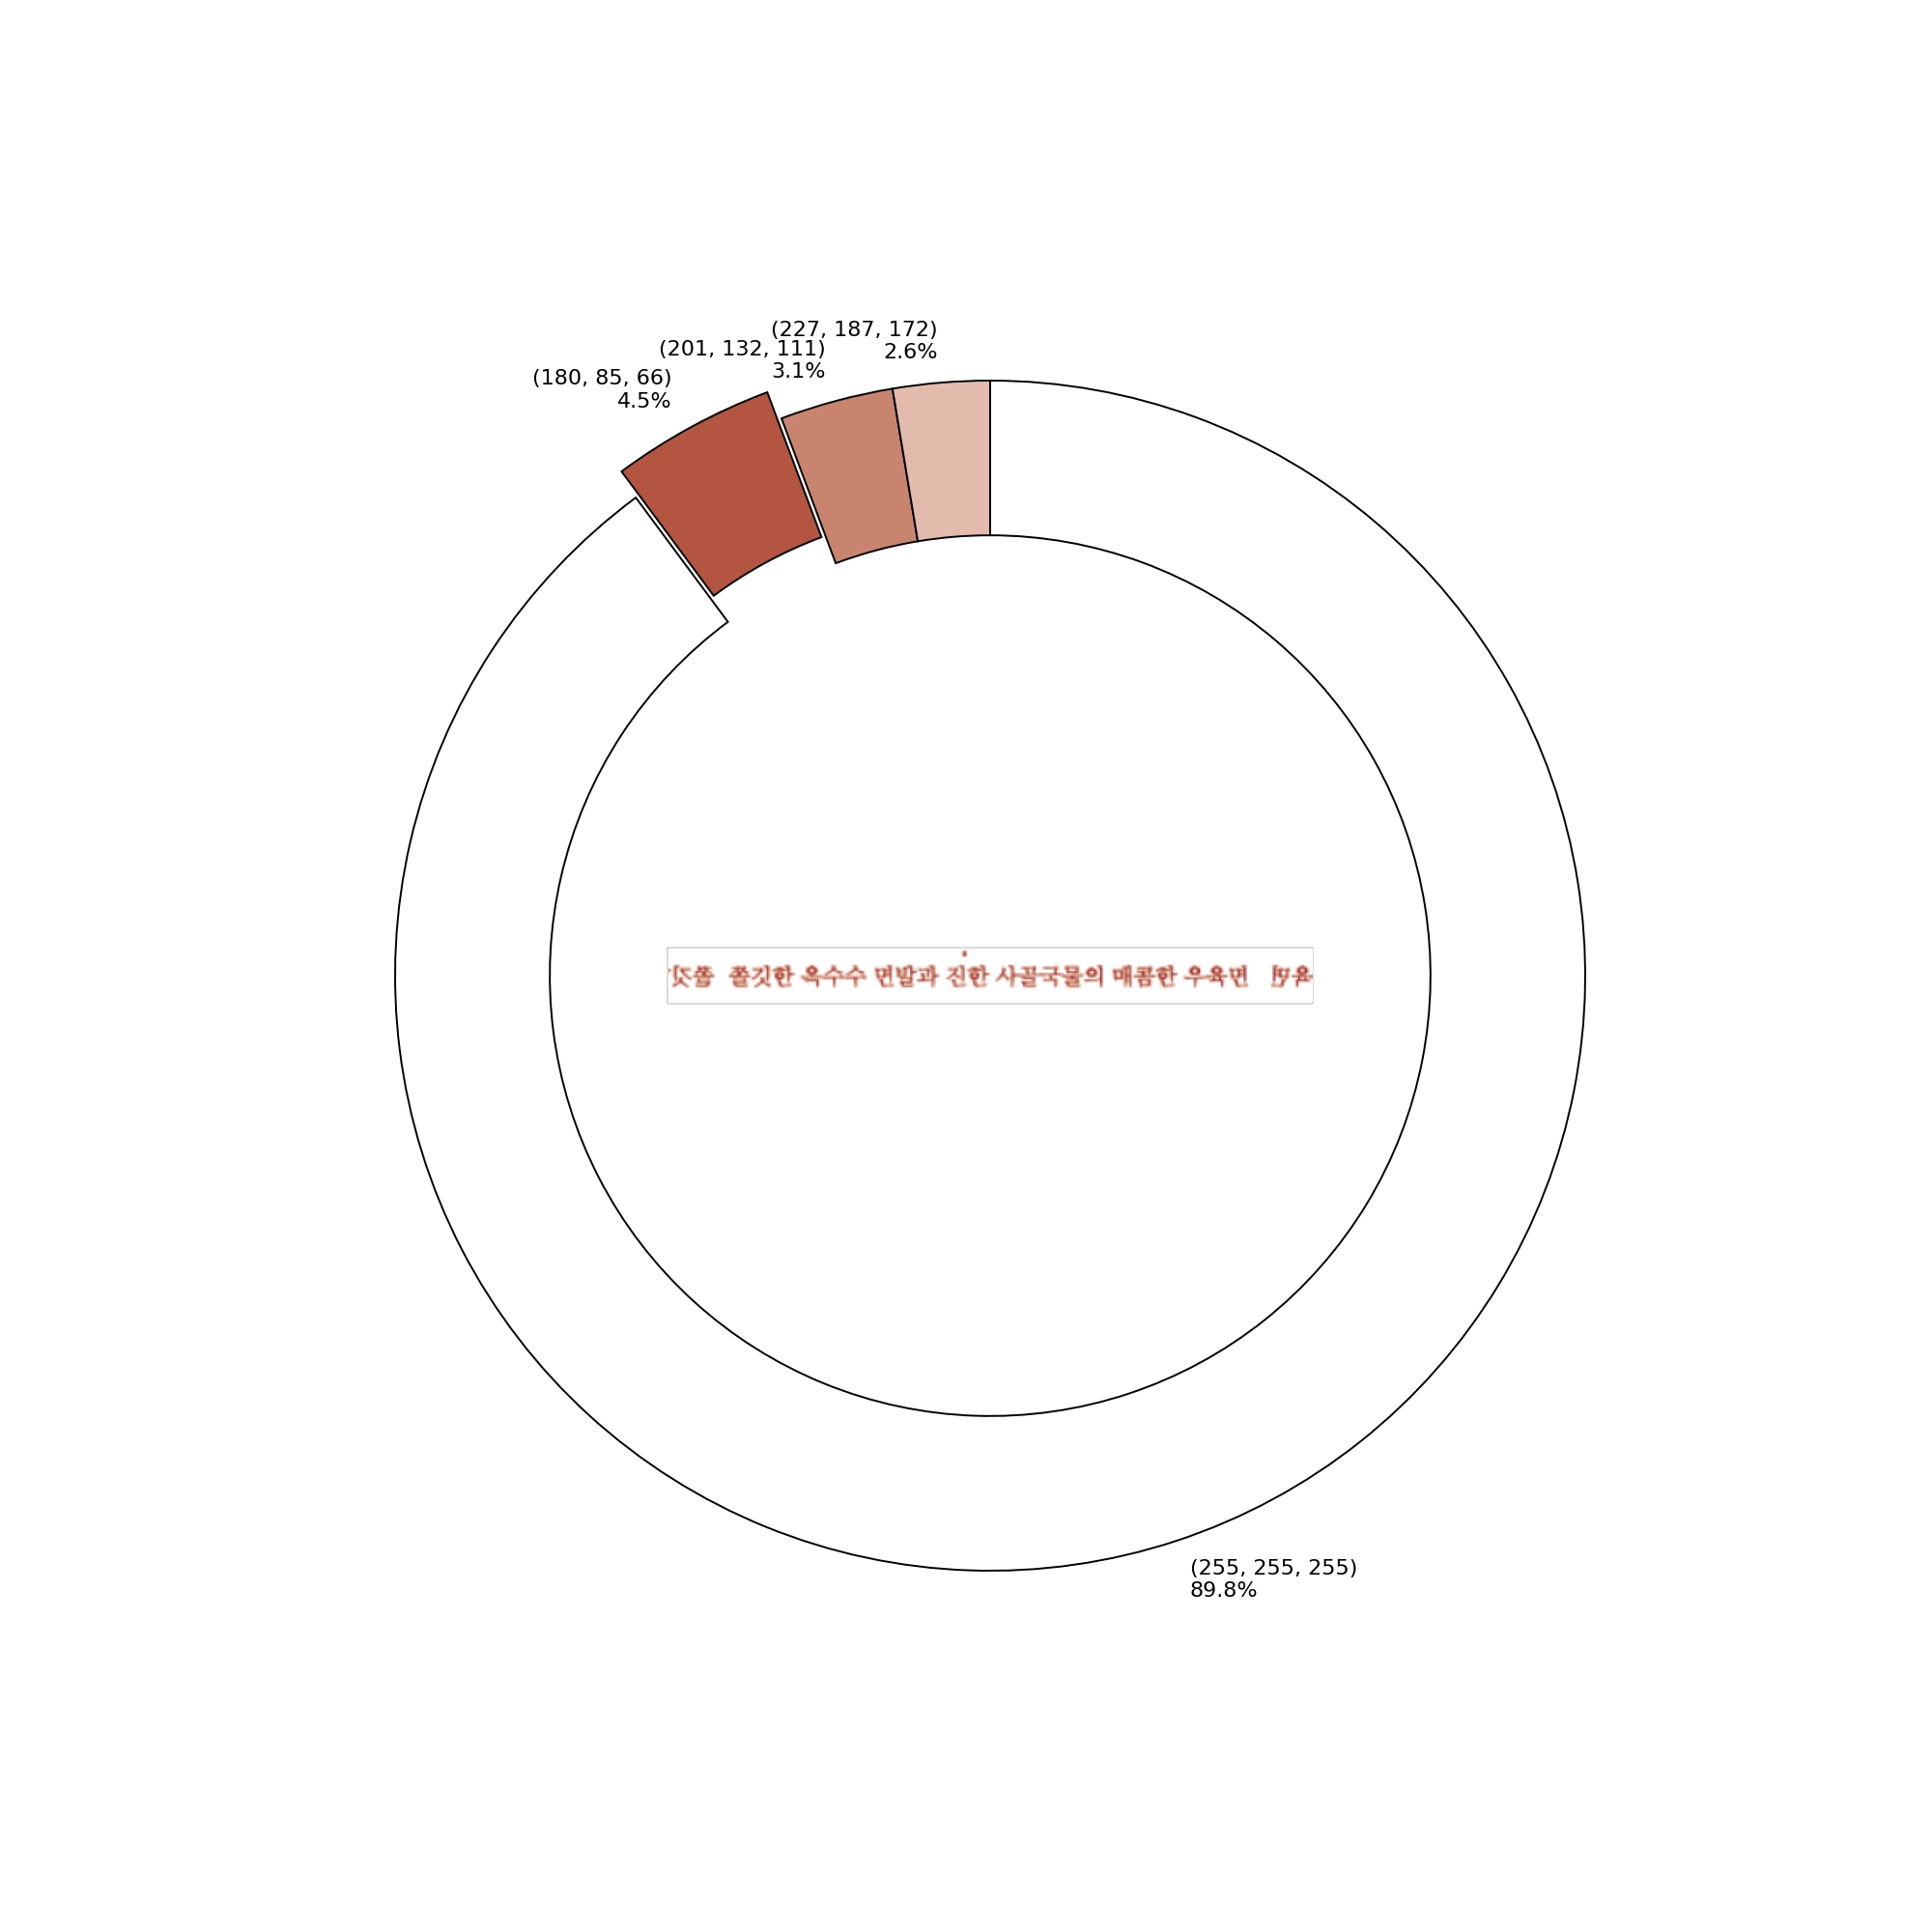 (227, 187, 172)
2.6%
(201, 132, 111)
3.1%
(180, 85, 66)
4.5%
쫄깃한 옥수수 면발과 진한 사골국물의 매콤한 우육면
(255, 255, 255)
89.8%